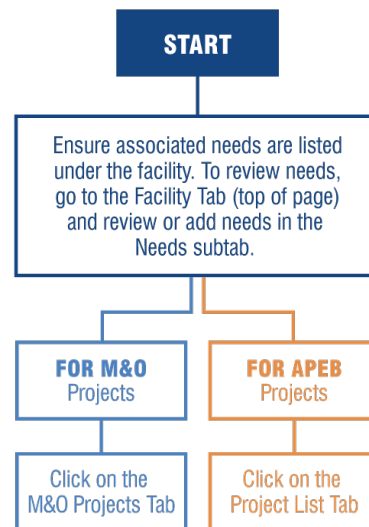 START
Ensure associated needs are listed
under the facility. To review needs,
go to the Facility Tab (top of page)
and review or add needs in the
Needs subtab.
FOR M&O
Projects
FOR APEB
Projects
Click on the
M&O Projects Tab
Click on the
Project List Tab